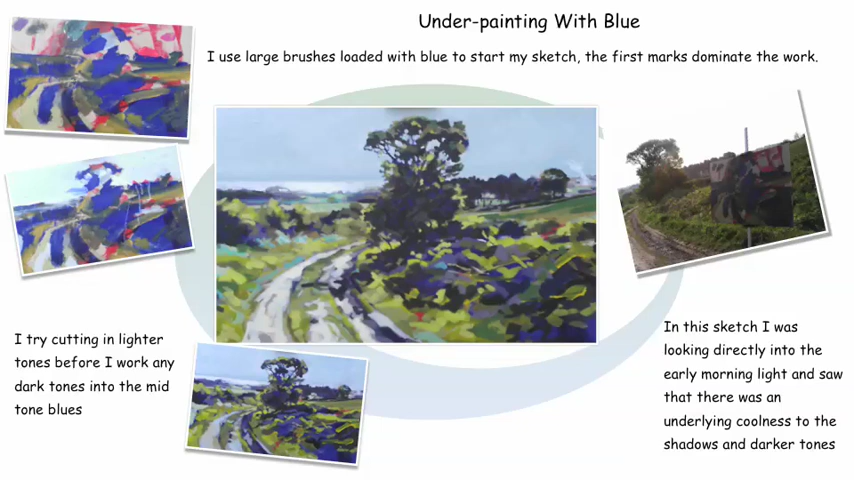 Under-painting With Blue
I use large brushes loaded with blue to start my sketch, the first marks dominate the work.
I try cutting in lighter
tones before I work any
dark tones into the mid
tone blues
In this sketch I was
looking directly into the
early morning light and saw
that there was an
underlying coolness to the
shadows and darker tones